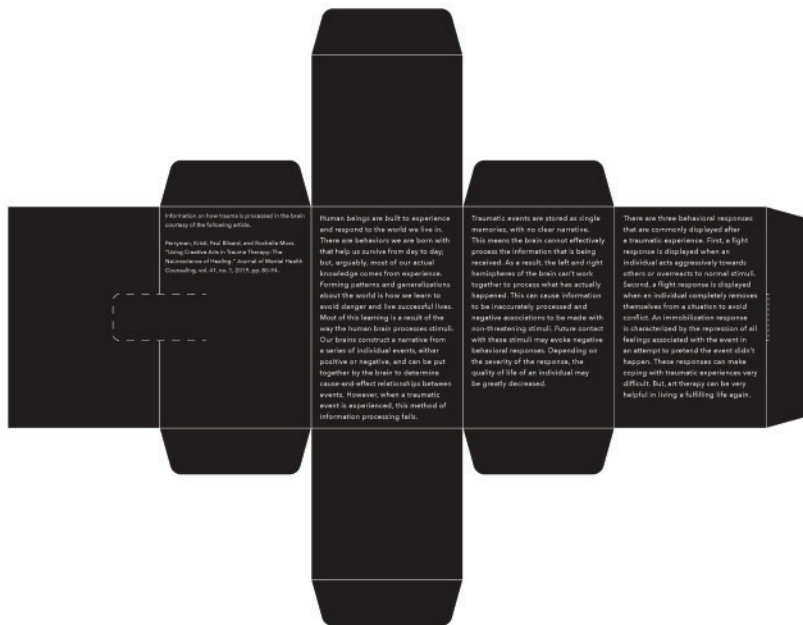 Information on how trauma is processed in the brain
courtesy of the following article.
Perryman, Kristi, Paul Blisard, and Rochelle Moss.
"Using Creative Arts in Trauma Therapy: The
Neuroscience of Healing." Journal of Mental Health
Counseling, vol. 41, no. 1, 2019, pp. 80-94.
Human beings are built to experience
and respond to the world we live in.
There are behaviors we are born with
that help us survive from day to day;
but, arguably, most of our actual
knowledge comes from experience.
Forming patterns and generalizations
about the world is how we learn to
avoid danger and live successful lives.
Most of this learning is a result of the
way the human brain processes stimuli.
Our brains construct a narrative from
a series of individual events, either
positive or negative, and can be put
together by the brain to determine
cause-and-effect relationships between
events. However, when a traumatic
event is experienced, this method of
information processing fails.
Traumatic events are stored as single
memories, with no clear narrative.
This means the brain cannot effectively
process the information that is being
received. As a result, the left and right
hemispheres of the brain can't work
together to process what has actually
happened. This can cause information
to be inaccurately processed and
negative associations to be made with
non-threatening stimuli. Future contact
with these stimuli may evoke negative
behavioral responses. Depending on
the severity of the response, the
quality of life of an individual may
be greatly decreased.
There are three behavioral responses
that are commonly displayed after
a traumatic experience. First, a fight
response is displayed when an
individual acts aggressively towards
others or overreacts to normal stimuli.
Second, a flight response is displayed
when an individual completely removes
themselves from a situation to avoid
conflict. An immobilization response
is characterized by the repression of all
feelings associated with the event in
an attempt to pretend the event didn't
happen. These responses can make
coping with traumatic experiences very
difficult. But, art therapy can be very
helpful in living a fulfilling life again.